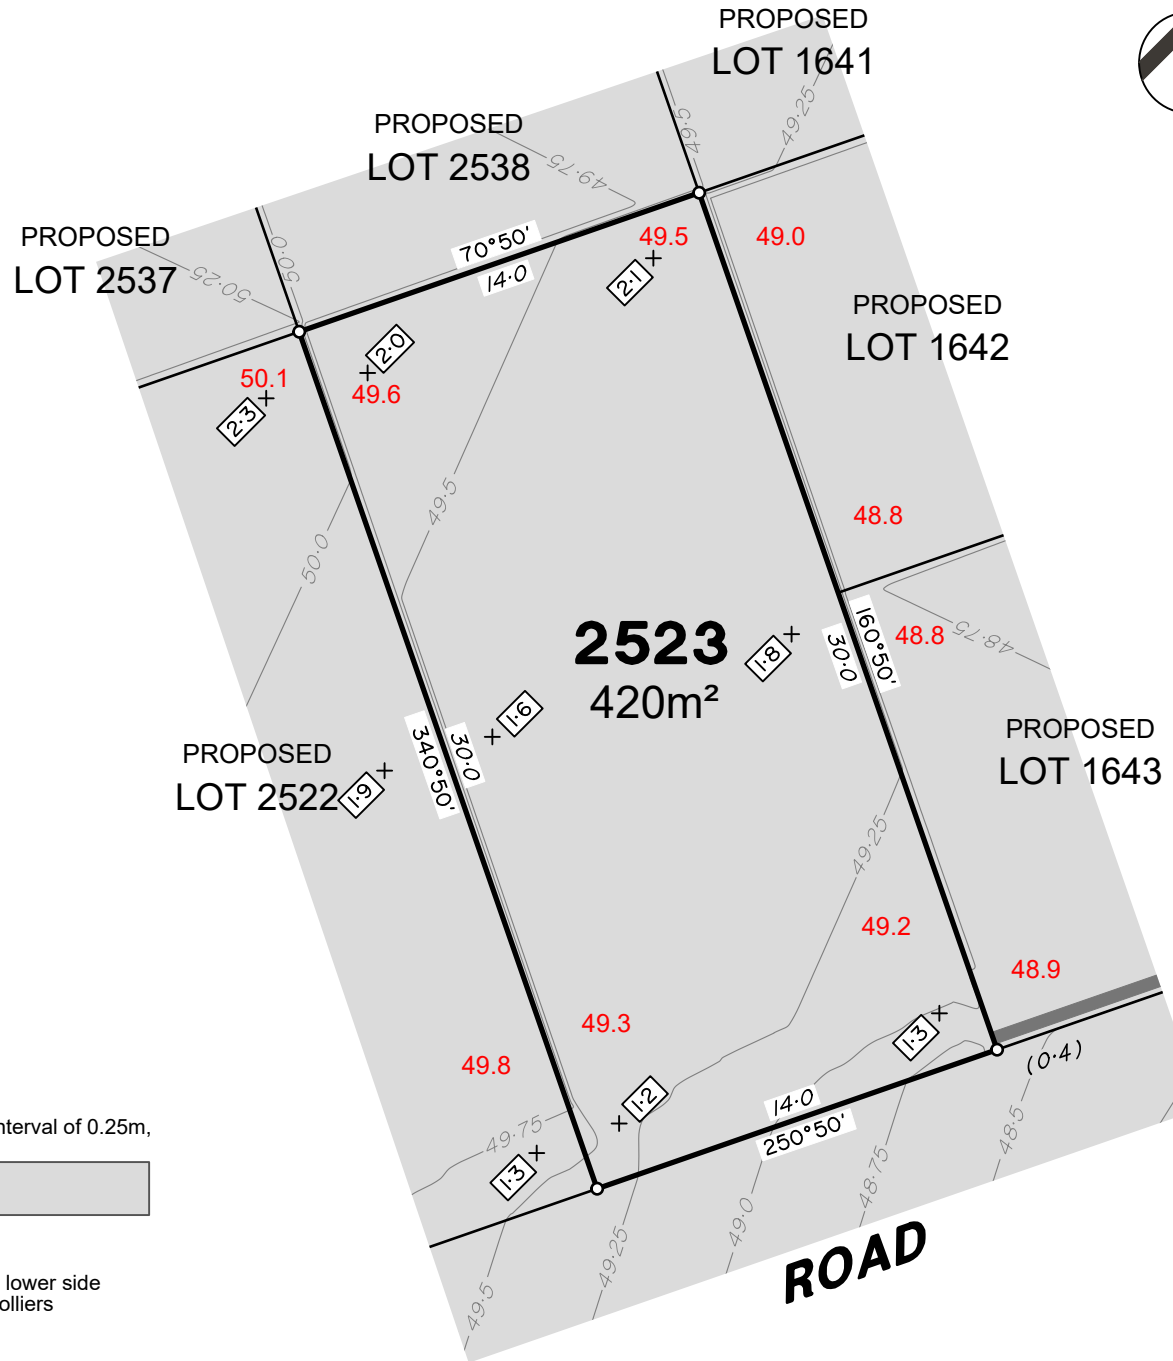 PROPOSED
LOT 1641
PROPOSED
LOT 2538
PROPOSED
LOT 2537
49·5
49·25
49·75
50·0
50·25
70°50'
14·0
49.5
49.0
2·1
PROPOSED
LOT 1642
2·0
50.1
49.6
2·3
49·5
50·0
48.8
2523
420m²
1·8
48.8
48·75
160°50'
30·0
1·6
340°50'
30·0
PROPOSED
LOT 2522
1·9
PROPOSED
LOT 1643
49·25
49.2
48.9
49.3
49.8
1·3
(0·4)
1·2
14·0
250°50'
49·75
1·3
48·5
48·75
49·0
49·25
49·5
ROAD
nterval of 0.25m,
lower side
olliers